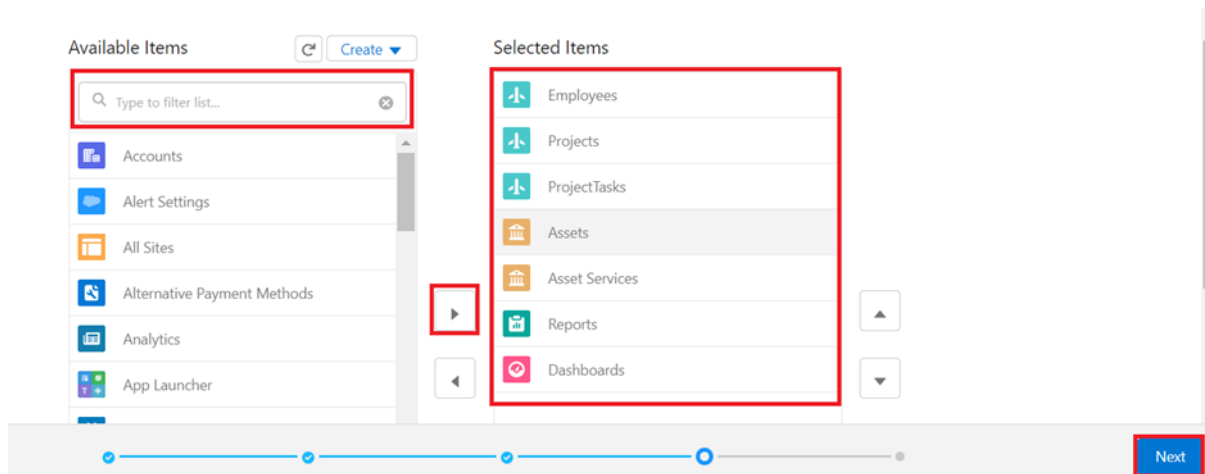 Available Items
Create
Type to filter list...
Accounts
Alert Settings
All Sites
Alternative Payment Methods
Analytics
App Launcher
Selected Items
Employees
Projects
ProjectTasks
Assets
Asset Services
Reports
Dashboards
Next